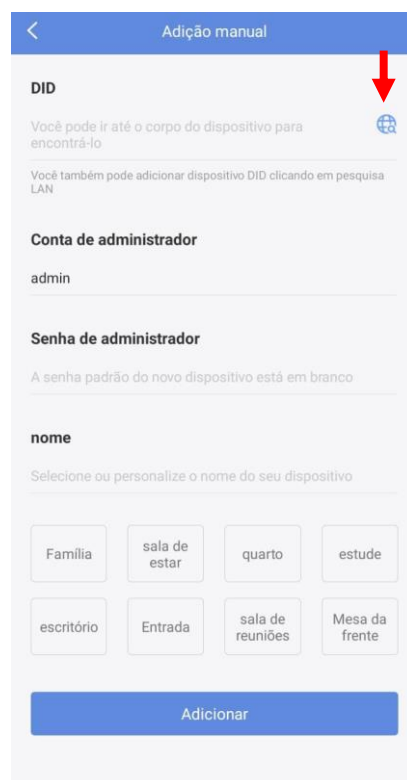 Adição manual
DID
Você pode ir até o corpo do dispositivo para
encontrá-lo
Você também pode adicionar dispositivo DID clicando em pesquisa
LAN
Conta de administrador
admin
Senha de administrador
A senha padrão do novo dispositivo está em branco
nome
Selecione ou personalize o nome do seu dispositivo
Família
sala de
estar
quarto
estude
escritório
Entrada
sala de
reuniões
Mesa da
frente
Adicionar